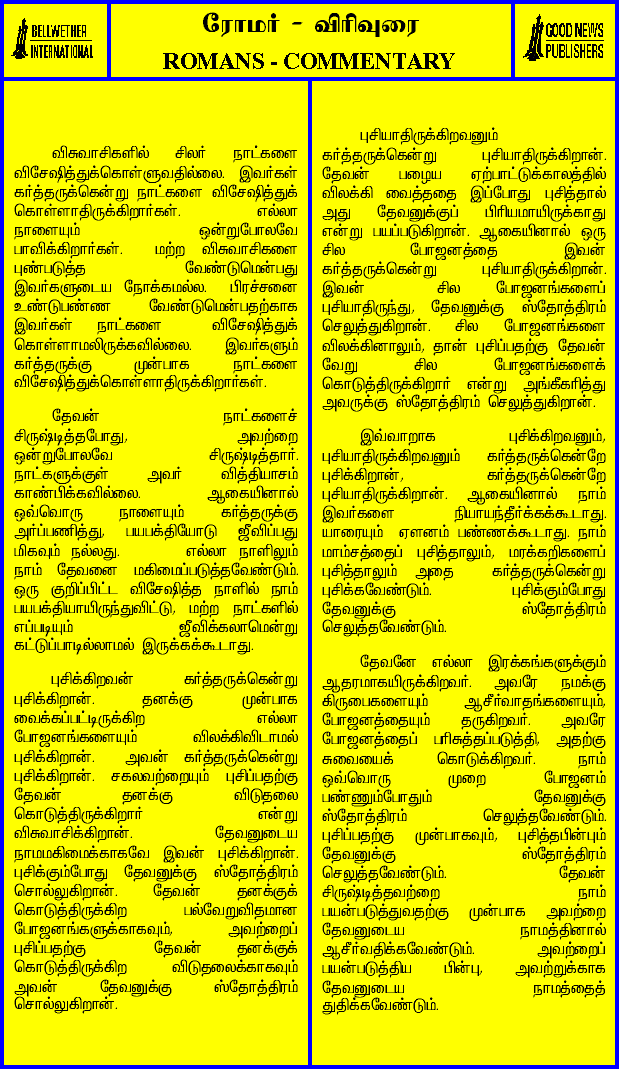 BELLWETHER
INTERNATIONAL
ரோமர் - விரிவுரை
ROMANS - COMMENTARY
GOOD NEWS
PUBLISHERS
விசுவாசிகளில் சிலர் நாட்களை
விசேஷித்துக்கொள்ளுவதில்லை. இவர்கள்
கர்த்தருக்கென்று நாட்களை விசேஷித்துக்
கொள்ளாதிருக்கிறார்கள். எல்லா
நாளையும் ஒன்றுபோலவே
பாவிக்கிறார்கள். மற்ற விசுவாசிகளை
புண்படுத்த வேண்டுமென்பது
இவர்களுடைய நோக்கமல்ல. பிரச்சனை
உண்டுபண்ண வேண்டுமென்பதற்காக
இவர்கள் நாட்களை விசேஷித்துக்
கொள்ளாமலிருக்கவில்லை. இவர்களும்
கர்த்தருக்கு முன்பாக நாட்களை
விசேஷித்துக்கொள்ளாதிருக்கிறார்கள்.
தேவன் நாட்களைச்
சிருஷ்டித்தபோது, அவற்றை
ஒன்றுபோலவே சிருஷ்டித்தார்.
நாட்களுக்குள் அவர் வித்தியாசம்
காண்பிக்கவில்லை. ஆகையினால்
ஒவ்வொரு நாளையும் கர்த்தருக்கு
அர்ப்பணித்து, பயபக்தியோடு ஜீவிப்பது
மிகவும் நல்லது. எல்லா நாளிலும்
நாம் தேவனை மகிமைப்படுத்தவேண்டும்.
ஒரு குறிப்பிட்ட விசேஷித்த நாளில் நாம்
பயபக்தியாயிருந்துவிட்டு, மற்ற நாட்களில்
எப்படியும் ஜீவிக்கலாமென்று
கட்டுப்பாடில்லாமல் இருக்கக்கூடாது.
புசிக்கிறவன் கர்த்தருக்கென்று
புசிக்கிறான். தனக்கு முன்பாக
வைக்கப்பட்டிருக்கிற எல்லா
போஜனங்களையும் விலக்கிவிடாமல்
புசிக்கிறான். அவன் கர்த்தருக்கென்று
புசிக்கிறான். சகலவற்றையும் புசிப்பதற்கு
தேவன் தனக்கு விடுதலை
கொடுத்திருக்கிறார் என்று
விசுவாசிக்கிறான். தேவனுடைய
நாமமகிமைக்காகவே இவன் புசிக்கிறான்.
புசிக்கும்போது தேவனுக்கு ஸ்தோத்திரம்
சொல்லுகிறான். தேவன் தனக்குக்
கொடுத்திருக்கிற பல்வேறுவிதமான
போஜனங்களுக்காகவும், அவற்றைப்
புசிப்பதற்கு தேவன் தனக்குக்
கொடுத்திருக்கிற விடுதலைக்காகவும்
அவன் தேவனுக்கு ஸ்தோத்திரம்
சொல்லுகிறான்.
புசியாதிருக்கிறவனும்
கர்த்தருக்கென்று புசியாதிருக்கிறான்.
தேவன் பழைய ஏற்பாட்டுக்காலத்தில்
விலக்கி வைத்ததை இப்போது புசித்தால்
அது தேவனுக்குப் பிரியமாயிருக்காது
என்று பயப்படுகிறான். ஆகையினால் ஒரு
சில போஜனத்தை இவன்
கர்த்தருக்கென்று புசியாதிருக்கிறான்.
இவன் சில போஜனங்களைப்
புசியாதிருந்து, தேவனுக்கு ஸ்தோத்திரம்
செலுத்துகிறான். சில போஜனங்களை
விலக்கினாலும், தான் புசிப்பதற்கு தேவன்
வேறு சில போஜனங்களைக்
கொடுத்திருக்கிறார் என்று அங்கீகரித்து
அவருக்கு ஸ்தோத்திரம் செலுத்துகிறான்.
இவ்வாறாக புசிக்கிறவனும்,
புசியாதிருக்கிறவனும் கர்த்தருக்கென்றே
புசிக்கிறான், கர்த்தருக்கென்றே
புசியாதிருக்கிறான். ஆகையினால் நாம்
இவர்களை நியாயந்தீர்க்கக்கூடாது.
யாரையும் ஏளனம் பண்ணக்கூடாது. நாம்
மாம்சத்தைப் புசித்தாலும், மரக்கறிகளைப்
புசித்தாலும் அதை கர்த்தருக்கென்று
புசிக்கவேண்டும். புசிக்கும்போது
தேவனுக்கு ஸ்தோத்திரம்
செலுத்தவேண்டும்.
தேவனே எல்லா இரக்கங்களுக்கும்
ஆதரமாகயிருக்கிறவர். அவரே நமக்கு
கிருபைகளையும் ஆசீர்வாதங்களையும்,
போஜனத்தையும் தருகிறவர். அவரே
போஜனத்தைப் பரிசுத்தப்படுத்தி, அதற்கு
சுவையைக் கொடுக்கிறவர். நாம்
ஒவ்வொரு முறை போஜனம்
பண்ணும்போதும் தேவனுக்கு
ஸ்தோத்திரம் செலுத்தவேண்டும்.
புசிப்பதற்கு முன்பாகவும், புசித்தபின்பும்
தேவனுக்கு ஸ்தோத்திரம்
செலுத்தவேண்டும். தேவன்
சிருஷ்டித்தவற்றை நாம்
பயன்படுத்துவதற்கு முன்பாக அவற்றை
தேவனுடைய நாமத்தினால்
ஆசீர்வதிக்கவேண்டும். அவற்றைப்
பயன்படுத்திய பின்பு, அவற்றுக்காக
தேவனுடைய நாமத்தைத்
துதிக்கவேண்டும்.